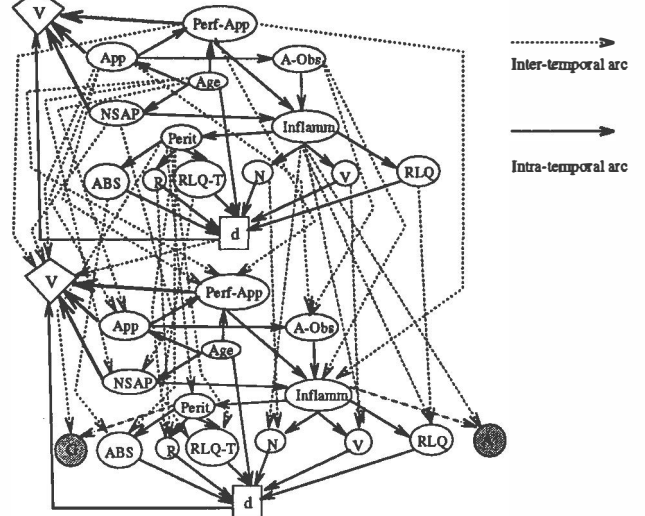 V
Perf-App
App
A-Obs
Inter-temporal arc
Age
NSAP
Inflamm
Perit
Intra-temporal arc
ABS
R
RLQ-T
N
V
RLQ
d
V
Perf-App
App
A-Obs
Age
NSAP
Inflamm
Perit
G
ABS
R
RLQ-T
N
V
RLQ
d